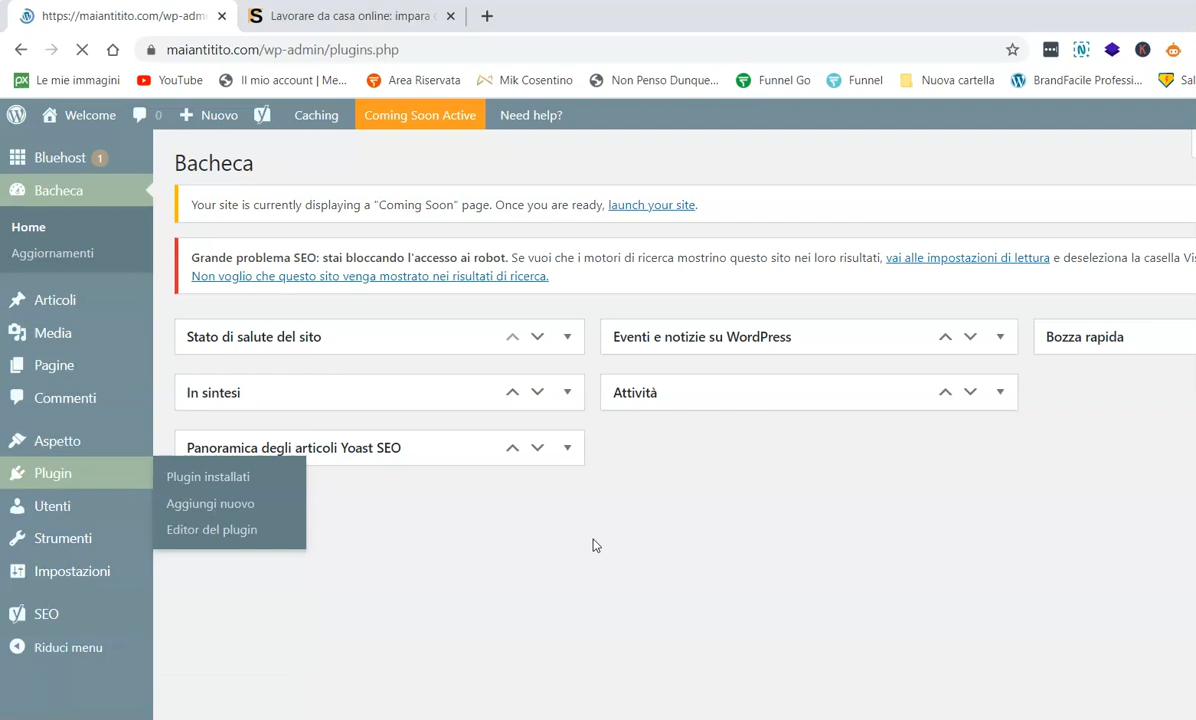 https://maiantitito.com/wp-adm
Lavorare da casa online: impara
maiantitito.com/wp-admin/plugins.php
Le mie immagini
YouTube
Il mio account | Me...
Area Riservata
Mik Cosentino
Non Penso Dunque...
Funnel Go
Funnel
Nuova cartella
BrandFacile Professi...
Sal
Welcome
0
Nuovo
Caching
Coming Soon Active
Need help?
Bluehost 1
Bacheca
Home
Aggiornamenti
Articoli
Media
Pagine
Commenti
Aspetto
Plugin
Utenti
Strumenti
Impostazioni
SEO
Riduci menu
Plugin installati
Aggiungi nuovo
Editor del plugin
Bacheca
Your site is currently displaying a "Coming Soon" page. Once you are ready, launch your site.
Grande problema SEO: stai bloccando l'accesso ai robot. Se vuoi che i motori di ricerca mostrino questo sito nei loro risultati, vai alle impostazioni di lettura e deseleziona la casella Vis
Non voglio che questo sito venga mostrato nei risultati di ricerca.
Stato di salute del sito
Eventi e notizie su WordPress
Bozza rapida
In sintesi
Attività
Panoramica degli articoli Yoast SEO